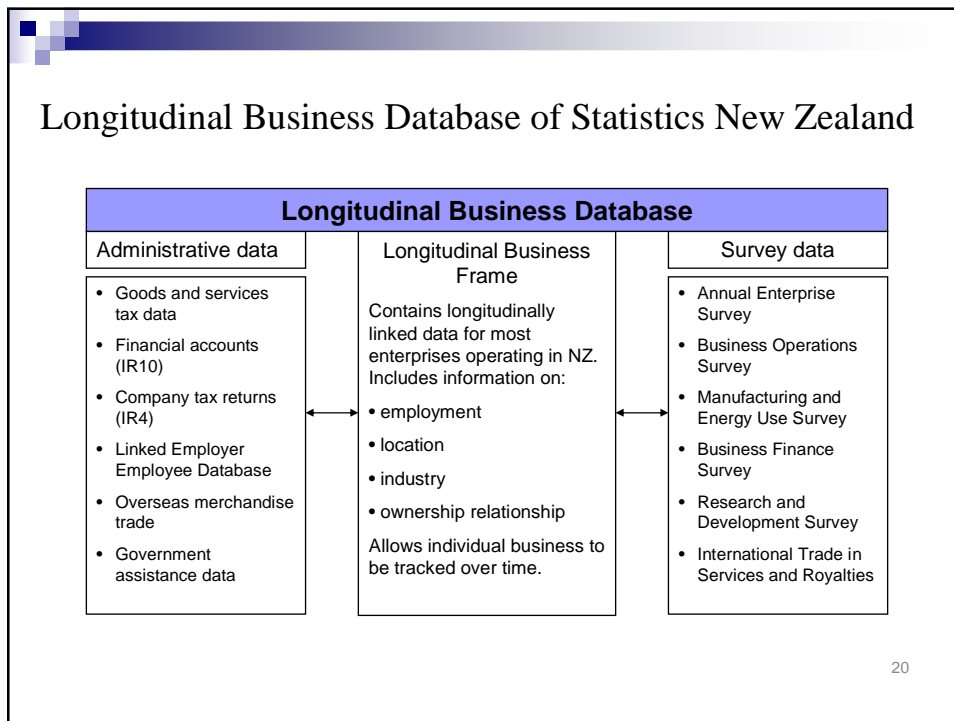 Longitudinal Business Database of Statistics New Zealand
Longitudinal Business Database
Administrative data
• Goods and services
tax data
• Financial accounts
(IR10)
• Company tax returns
(IR4)
• Linked Employer
Employee Database
• Overseas merchandise
trade
• Government
assistance data
Longitudinal Business
Frame
Contains longitudinally
linked data for most
enterprises operating in NZ.
Includes information on:
• employment
• location
• industry
• ownership relationship
Allows individual business to
be tracked over time.
Survey data
• Annual Enterprise
Survey
• Business Operations
Survey
• Manufacturing and
Energy Use Survey
• Business Finance
Survey
• Research and
Development Survey
• International Trade in
Services and Royalties
20